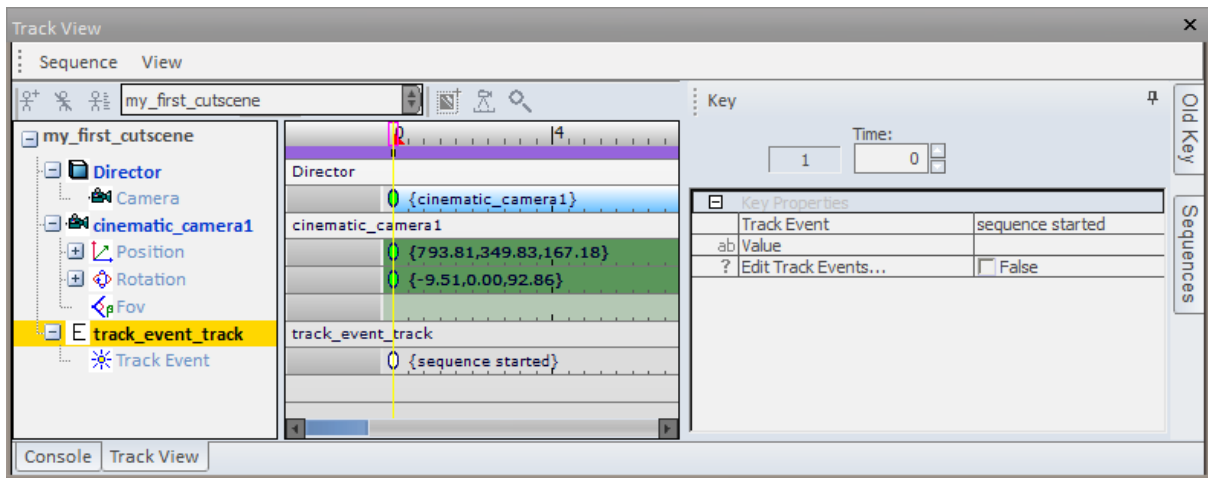 Track View
Sequence View
my_first_cutscene
Key
Old Key
my_first_cutscene
0 4
Time:
1 0
Director
Director
Camera
{cinematic_camera1}
Key Properties
cinematic_camera1
cinematic_camera1
Track Event sequence started
Position
{793.81,349.83,167.18}
ab Value
Rotation
{-9.51,0.00,92.86}
? Edit Track Events... False
Sequences
Fov
E track_event_track
track_event_track
Track Event
{sequence started}
Console Track View